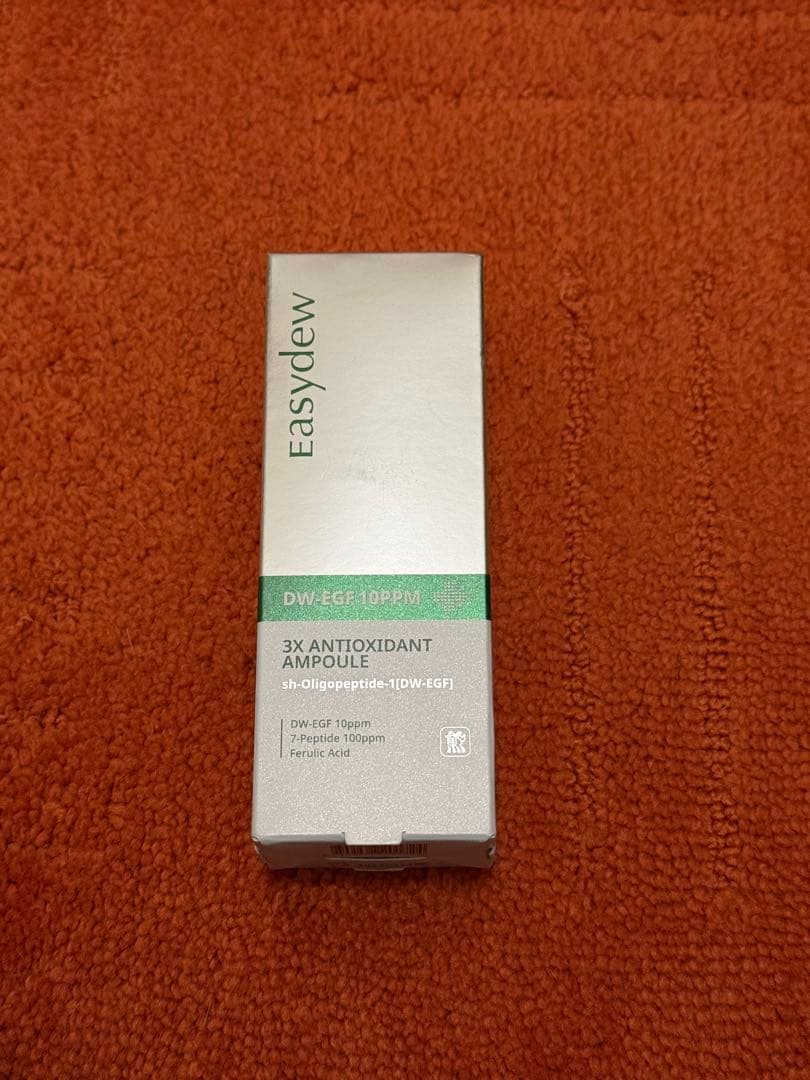 Easydew
DW-EGF 10PPM
3X ANTIOXIDANT
AMPOULE
sh-Oligopeptide-1[DW-EGF]
DW-EGF 10ppm
7-Peptide 100ppm
Ferulic Acid